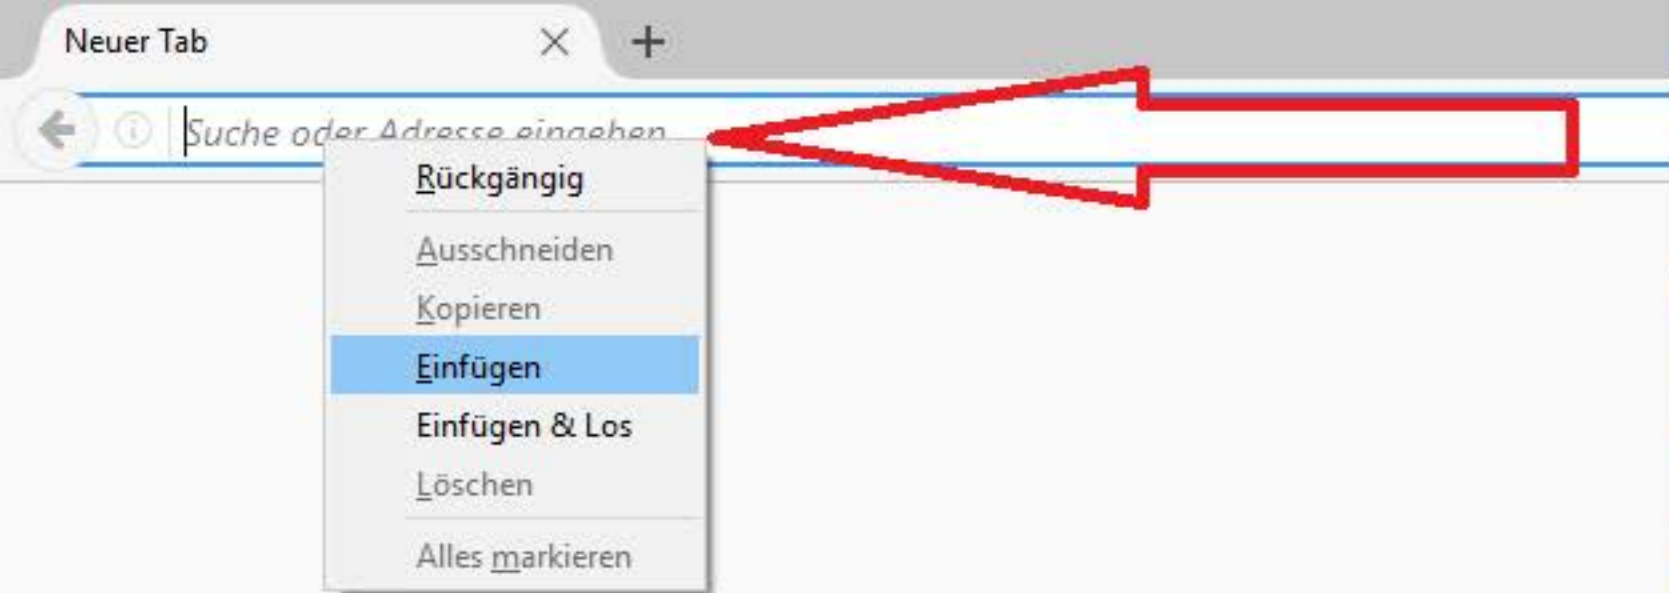 Neuer Tab
Suche oder Adresse eingeben
Rückgängig
Ausschneiden
Kopieren
Einfügen
Einfügen & Los
Löschen
Alles markieren